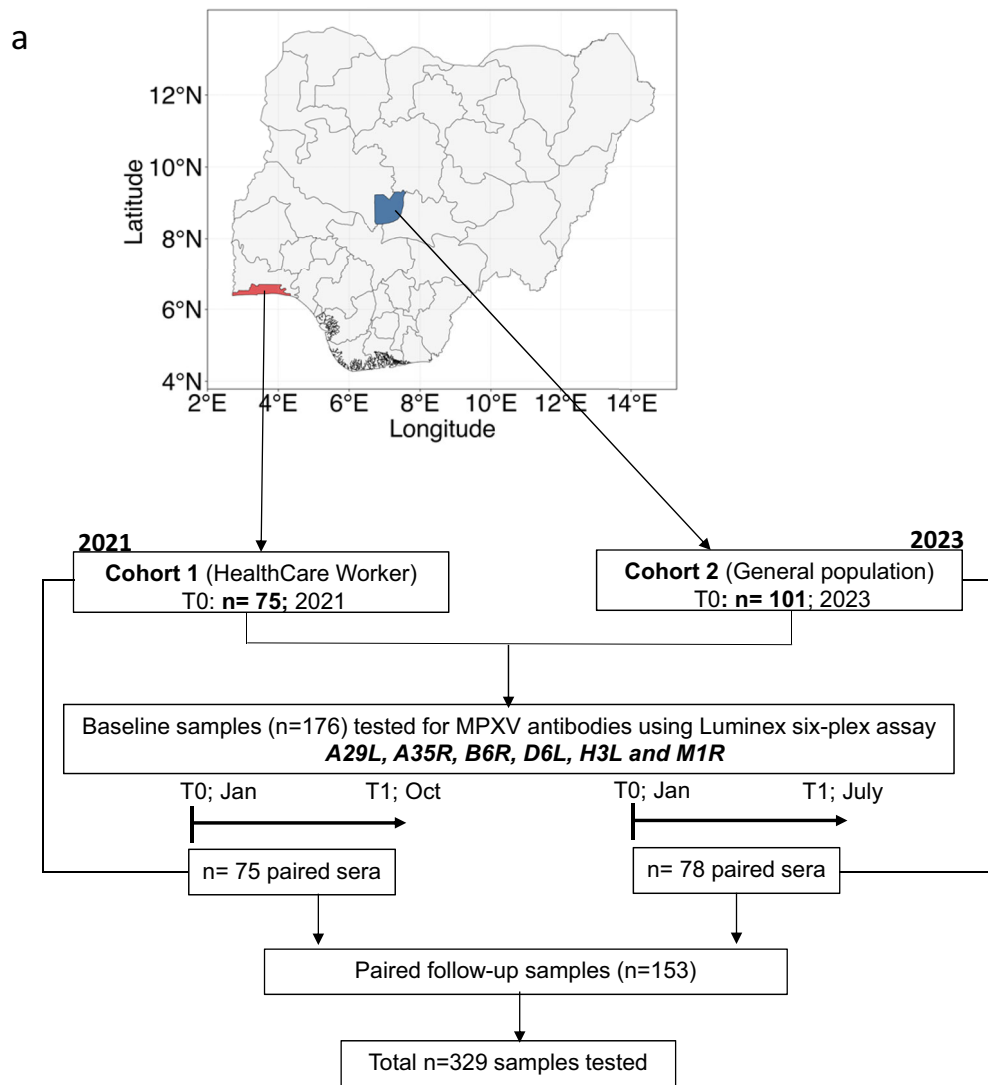 a
12°N
10°N
8°N
6°N
4°N
Latitude
2°E 4°E 6°E 8°E 10°E 12°E 14°E
Longitude
2021
Cohort 1 (HealthCare Worker)
T0: n= 75; 2021
2023
Cohort 2 (General population)
T0: n= 101; 2023
Baseline samples (n=176) tested for MPXV antibodies using Luminex six-plex assay
A29L, A35R, B6R, D6L, H3L and M1R
T0; Jan T1; Oct
T0; Jan T1; July
n= 75 paired sera
n= 78 paired sera
Paired follow-up samples (n=153)
Total n=329 samples tested